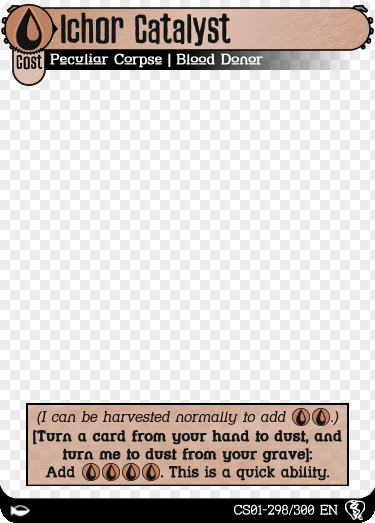 Ichor Catalyst
Cost
Peculiar Corpse | Blood Donor
(I can be harvested normally to add .)
[Turn a card from your hand to dust, and
turn me to dust from your grave]:
Add . This is a quick ability.
CS01-298/300 EN